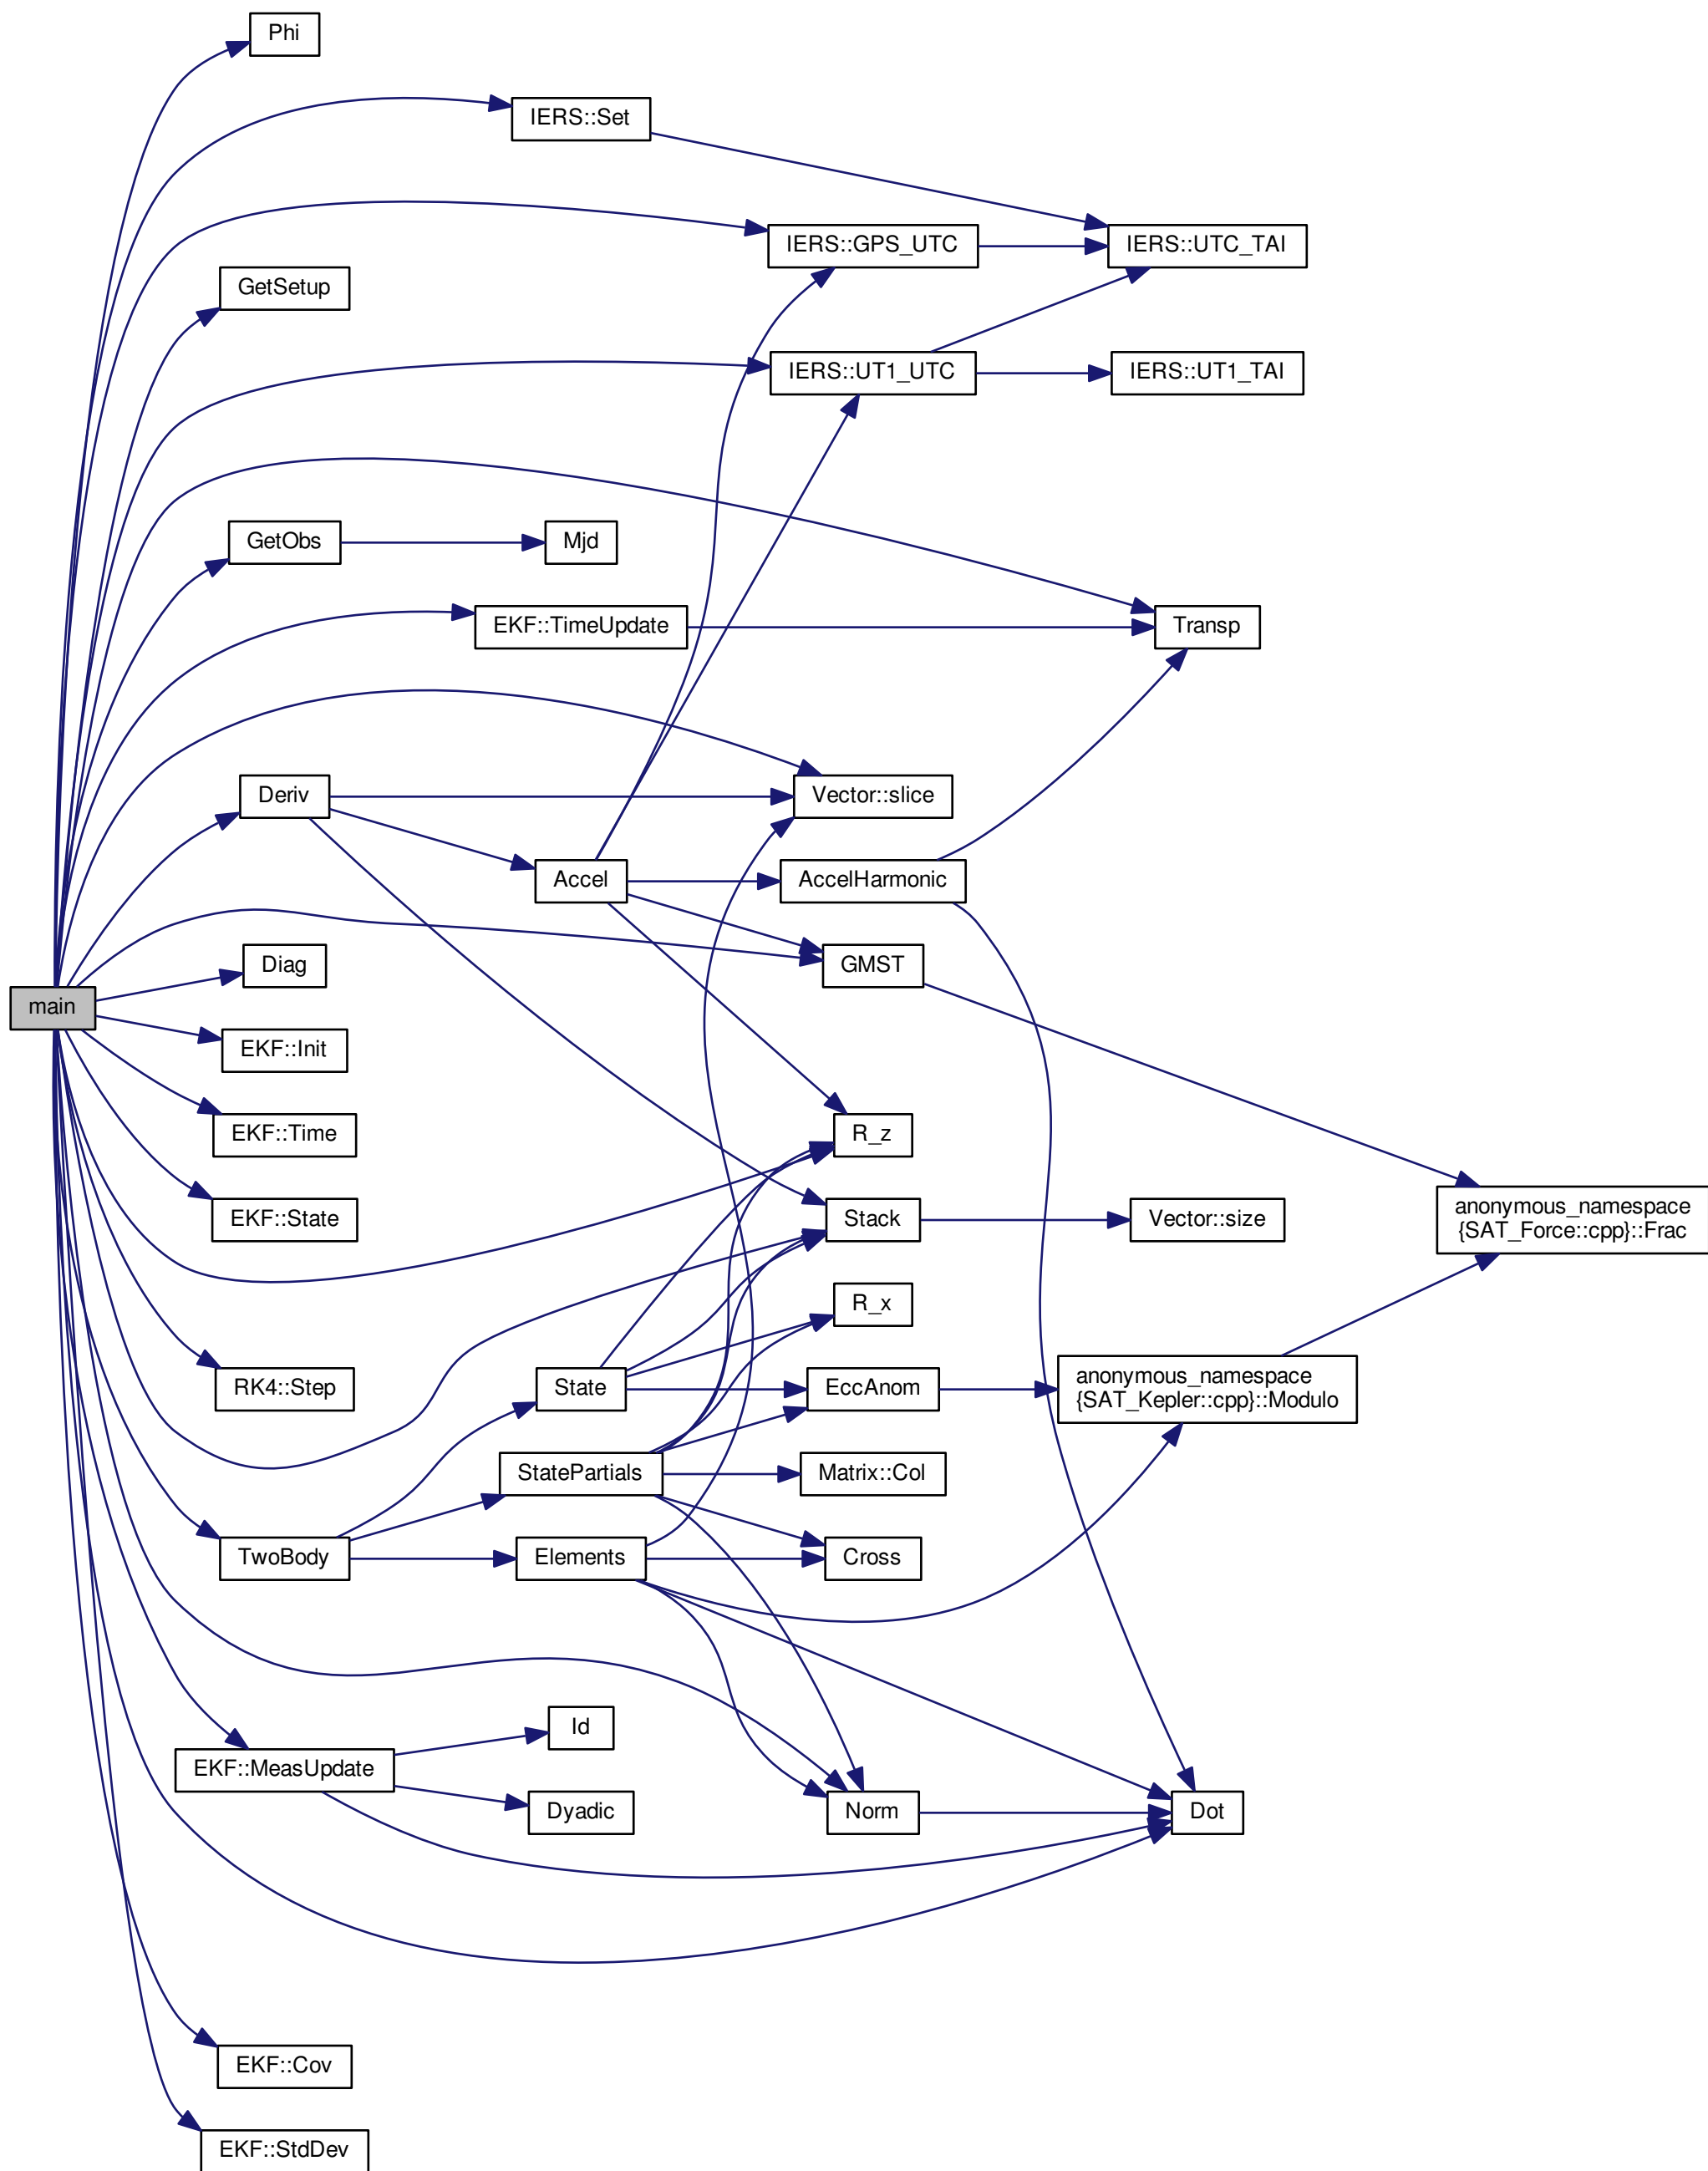 Phi
IERS::Set
IERS::GPS_UTC
IERS::UTC_TAI
GetSetup
IERS::UT1_UTC
IERS::UT1_TAI
GetObs
Mjd
EKF::TimeUpdate
Transp
Deriv
Vector::slice
Accel
AccelHarmonic
Diag
GMST
main
EKF::Init
EKF::Time
R_z
EKF::State
Stack
Vector::size
anonymous_namespace
{SAT_Force::cpp}::Frac
R_x
RK4::Step
State
EccAnom
anonymous_namespace
{SAT_Kepler::cpp}::Modulo
StatePartials
Matrix::Col
TwoBody
Elements
Cross
Id
EKF::MeasUpdate
Dyadic
Norm
Dot
EKF::Cov
EKF::StdDev